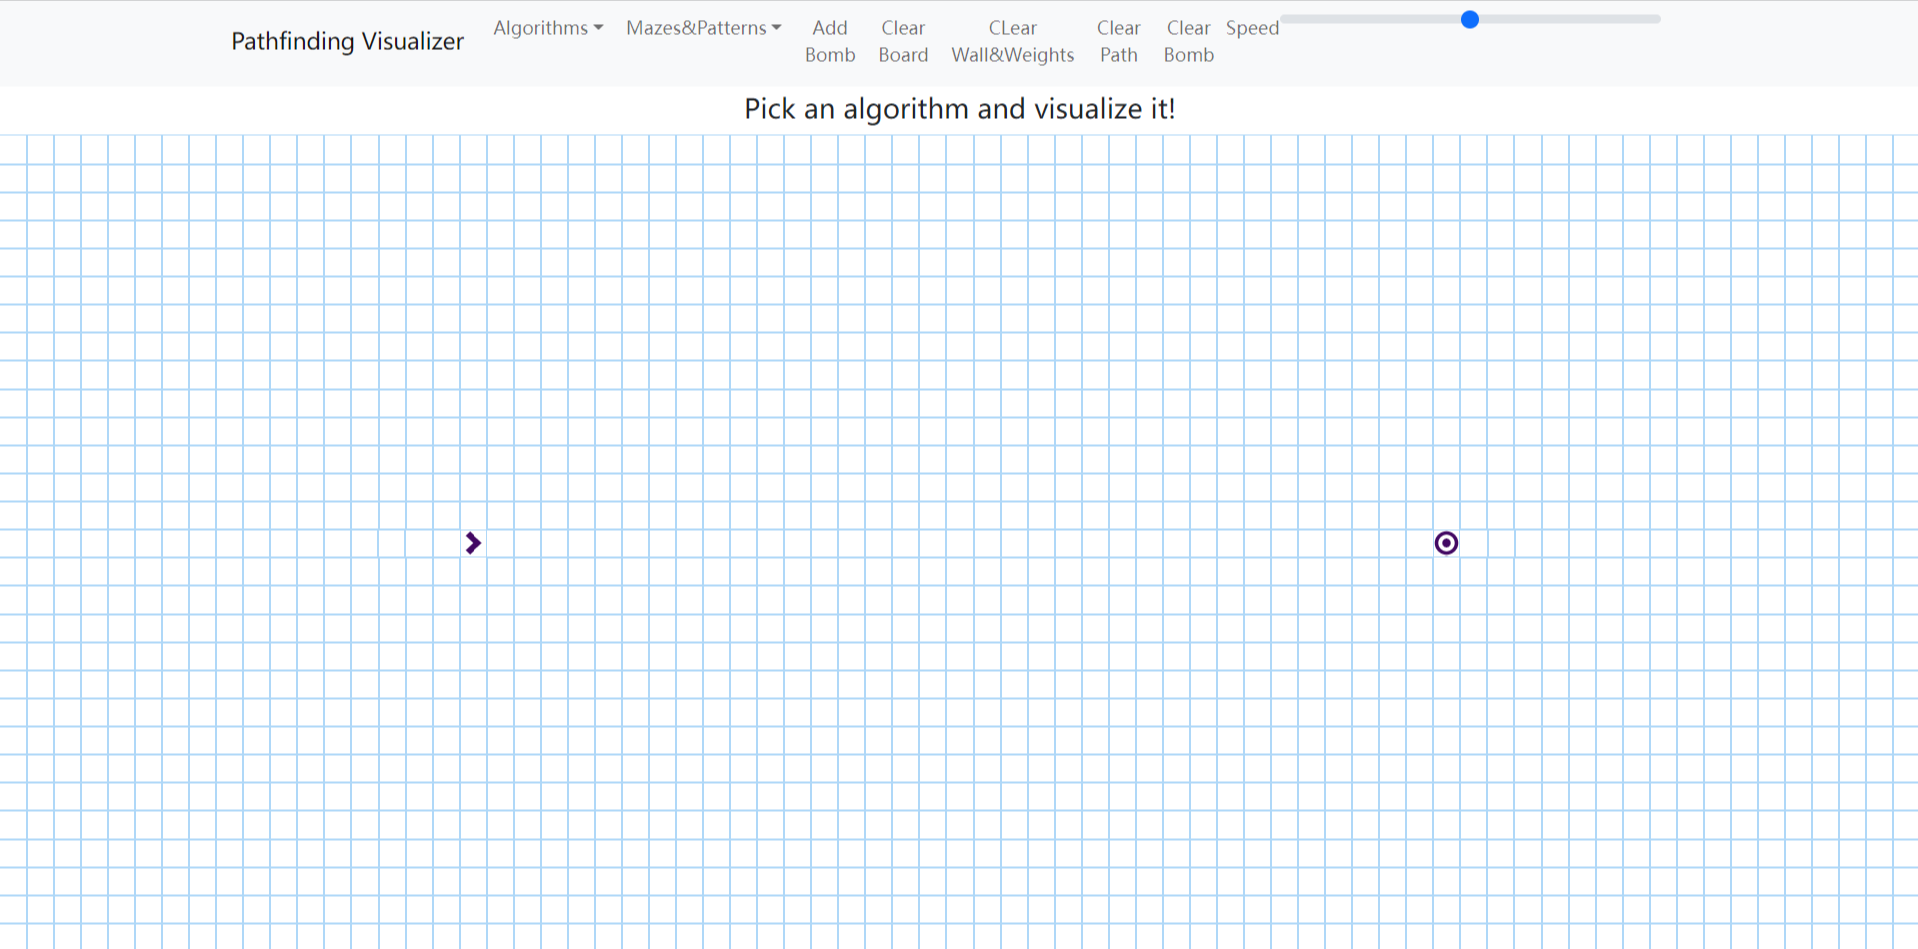 Pathfinding Visualizer
Algorithms
Mazes&Patterns
Add
Bomb
Clear
Board
CLear
Wall&Weights
Clear
Path
Clear
Bomb
Speed
Pick an algorithm and visualize it!